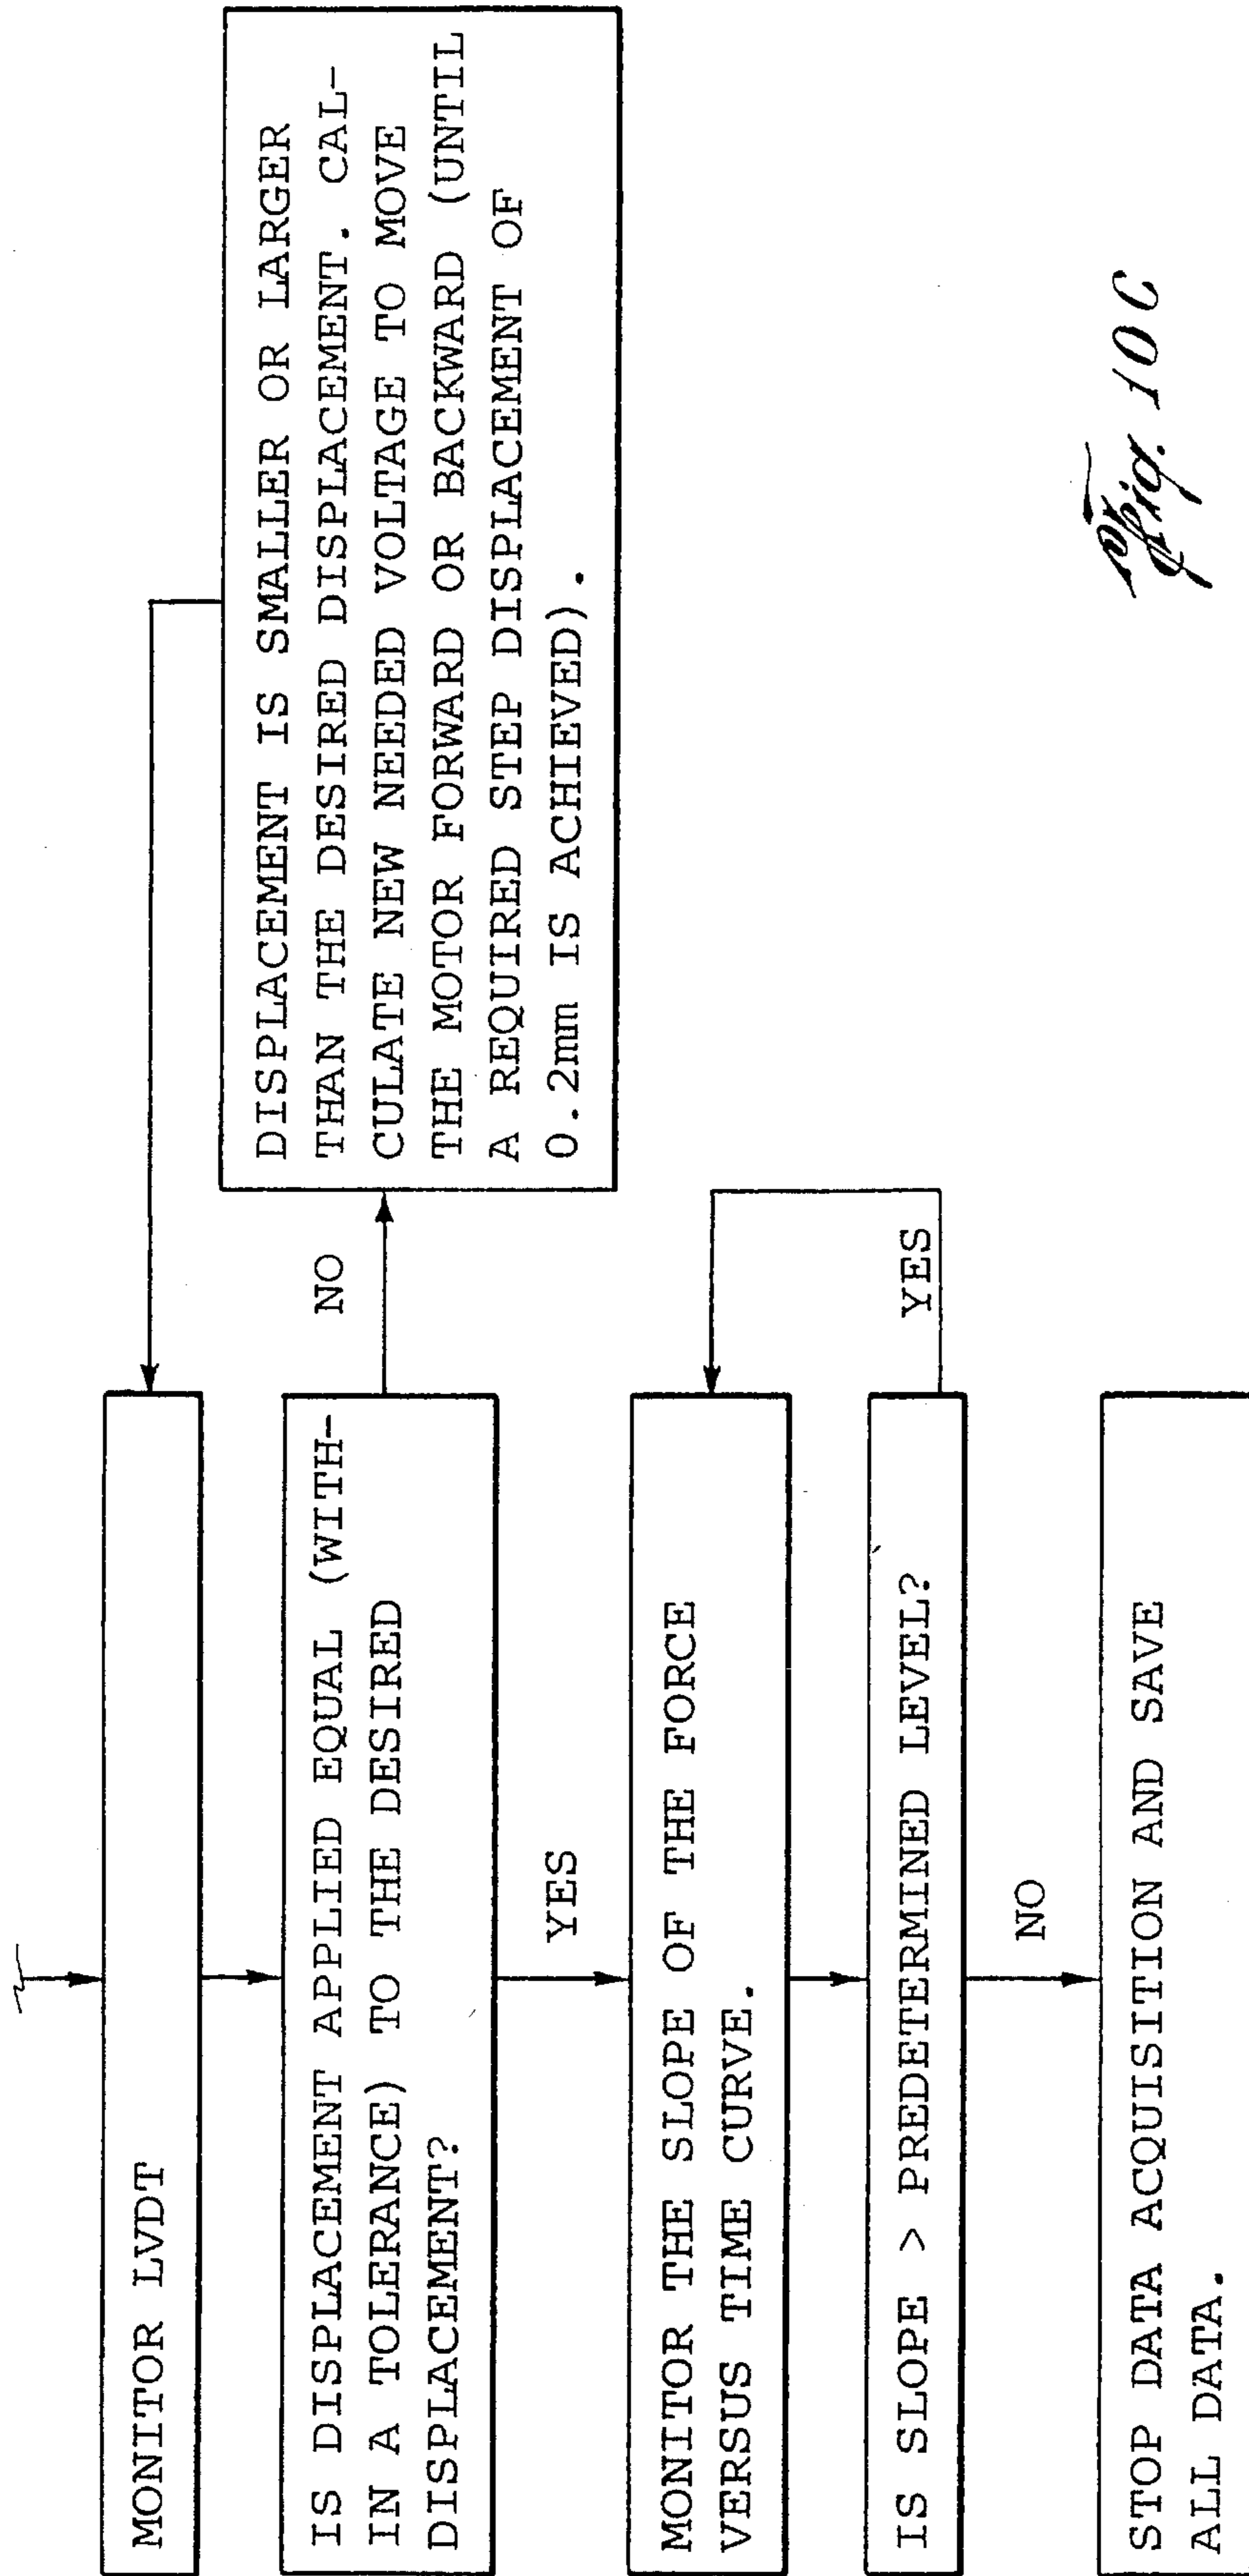 MONITOR LVDT
IS DISPLACEMENT APPLIED EQUAL (WITH-
IN A TOLERANCE) TO THE DESIRED
DISPLACEMENT?
NO
DISPLACEMENT IS SMALLER OR LARGER
THAN THE DESIRED DISPLACEMENT. CAL-
CULATE NEW NEEDED VOLTAGE TO MOVE
THE MOTOR FORWARD OR BACKWARD (UNTIL
A REQUIRED STEP DISPLACEMENT OF
0.2mm IS ACHIEVED).
YES
MONITOR THE SLOPE OF THE FORCE
VERSUS TIME CURVE.
IS SLOPE > PREDETERMINED LEVEL?
YES
NO
STOP DATA ACQUISITION AND SAVE
ALL DATA.
Fig. 10C